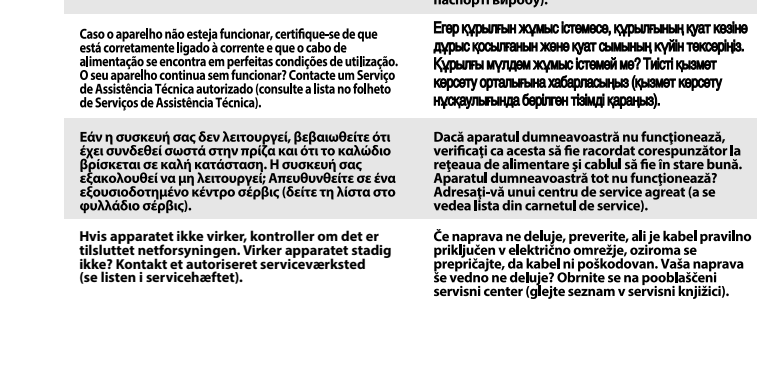 паспорті виробу).
Caso o aparelho não esteja funcionar, certifique-se de que
está corretamente ligado à corrente e que o cabo de
alimentação se encontra em perfeitas condições de utilização.
O seu aparelho continua sem funcionar? Contacte um Serviço
de Assistência Técnica autorizado (consulte a lista no folheto
de Serviços de Assistência Técnica).
Егер құрылғын жұмыс істемесе, құрылғының қуат көзіне
дұрыс қосылғанын және қуат сымының күйін тексеріңіз.
Құрылғы мүлдем жұмыс істемей ме? Тиісті қызмет
көрсету орталығына хабарласыңыз (қызмет көрсету
нұсқаулығында берілген тізімді қараңыз).
Εάν η συσκευή σας δεν λειτουργεί, βεβαιωθείτε ότι
έχει συνδεθεί σωστά στην πρίζα και ότι το καλώδιο
βρίσκεται σε καλή κατάσταση. Η συσκευή σας
εξακολουθεί να μη λειτουργεί; Απευθυνθείτε σε ένα
εξουσιοδοτημένο κέντρο σέρβις (δείτε τη λίστα στο
φυλλάδιο σέρβις).
Dacă aparatul dumneavoastră nu funcţionează,
verificaţi ca acesta să fie racordat corespunzător la
reţeaua de alimentare şi cablul să fie în stare bună.
Aparatul dumneavoastră tot nu funcţionează?
Adresaţi-vă unui centru de service agreat (a se
vedea lista din carnetul de service).
Hvis apparatet ikke virker, kontroller om det er
tilsluttet netforsyningen. Virker apparatet stadig
ikke? Kontakt et autoriseret serviceværksted
(se listen i servicehæftet).
Če naprava ne deluje, preverite, ali je kabel pravilno
priključen v električno omrežje, oziroma se
prepričajte, da kabel ni poškodovan. Vaša naprava
še vedno ne deluje? Obrnite se na pooblaščeni
servisni center (glejte seznam v servisni knjižici).